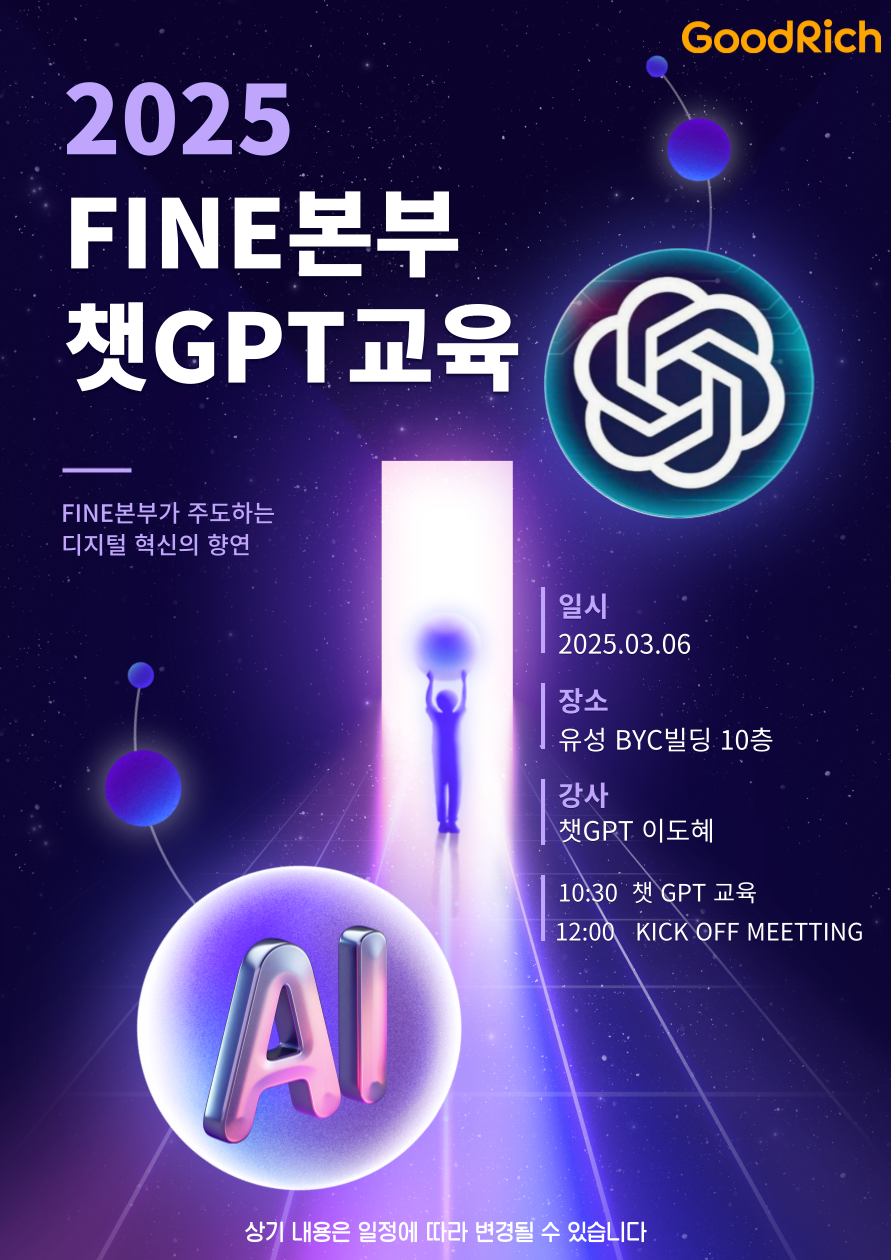 GoodRich
2025
FINE본부
챗GPT교육
FINE본부가 주도하는
디지털 혁신의 향연
일시
2025.03.06
장소
유성 BYC빌딩 10층
강사
챗GPT 이도혜
10:30 챗 GPT 교육
12:00 KICK OFF MEETTING
AI
상기 내용은 일정에 따라 변경될 수 있습니다